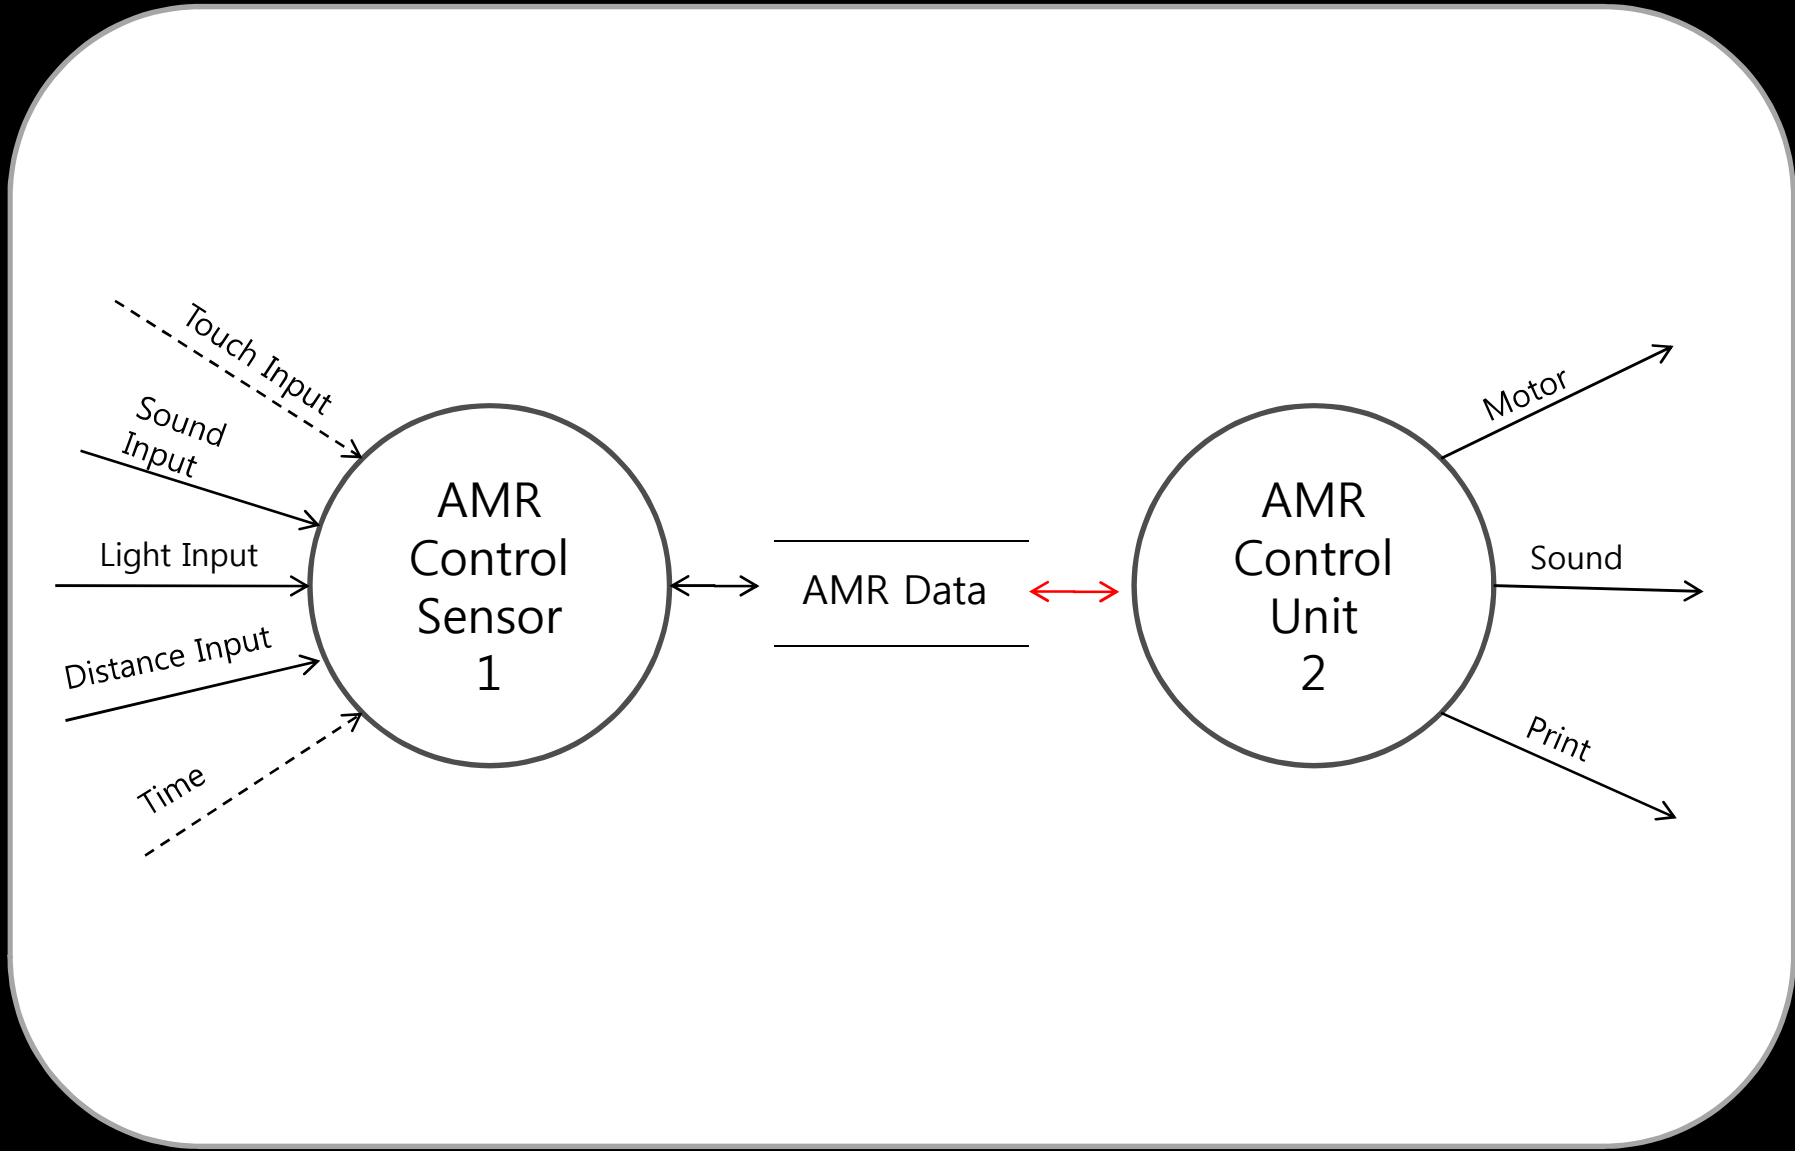 Touch Input
Sound
Input
Light Input
Distance Input
Time
AMR
Control
Sensor
1
AMR Data
AMR
Control
Unit
2
Motor
Sound
Print